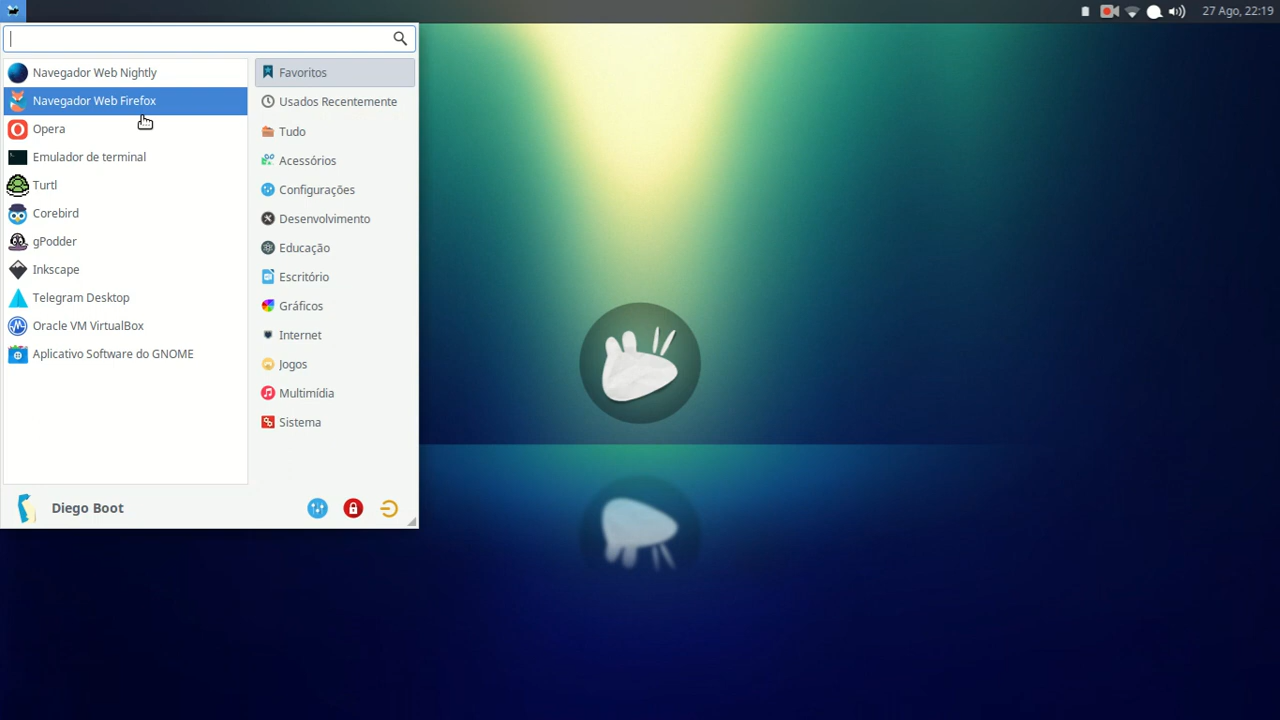 27 Ago, 22:19
Navegador Web Nightly
Navegador Web Firefox
Opera
Emulador de terminal
Turtl
Corebird
gPodder
Inkscape
Telegram Desktop
Oracle VM VirtualBox
Aplicativo Software do GNOME
Favoritos
Usados Recentemente
Tudo
Acessórios
Configurações
Desenvolvimento
Educação
Escritório
Gráficos
Internet
Jogos
Multimídia
Sistema
Diego Boot